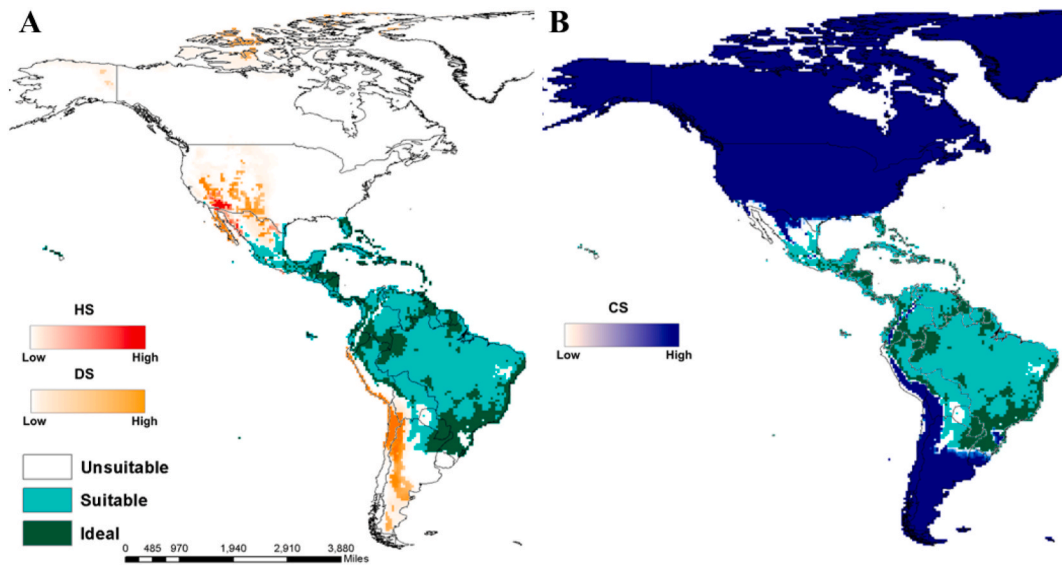 A
B
HS
Low High
DS
Low High
Unsuitable
Suitable
Ideal
0 485 970 1,940 2,910 3,880
Miles
CS
Low High